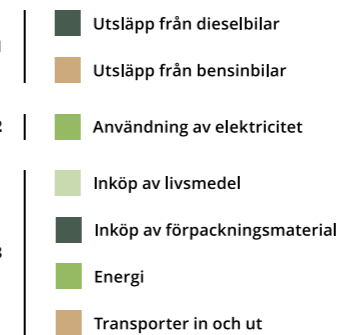 Utsläpp från dieselbilar
Utsläpp från bensinbilar
Användning av elektricitet
Inköp av livsmedel
Inköp av förpackningsmaterial
Energi
Transporter in och ut